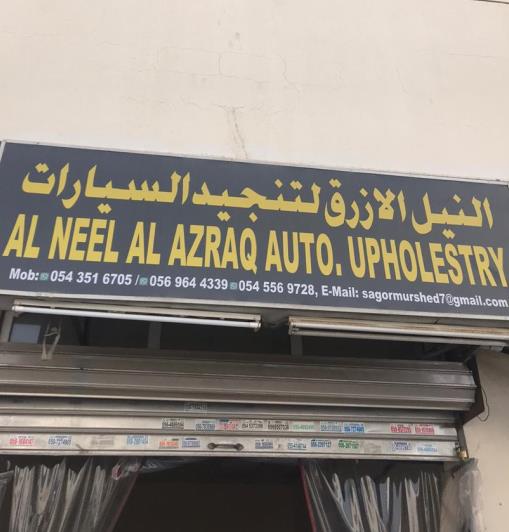 النيل الازرق لتنجيد السيارات
AL NEEL AL AZRAQ AUTO. UPHOLESTRY
Mob: 054 351 6705 / 056 964 4339 054 556 9728, E-Mail: sagormurshed7@gmail.com